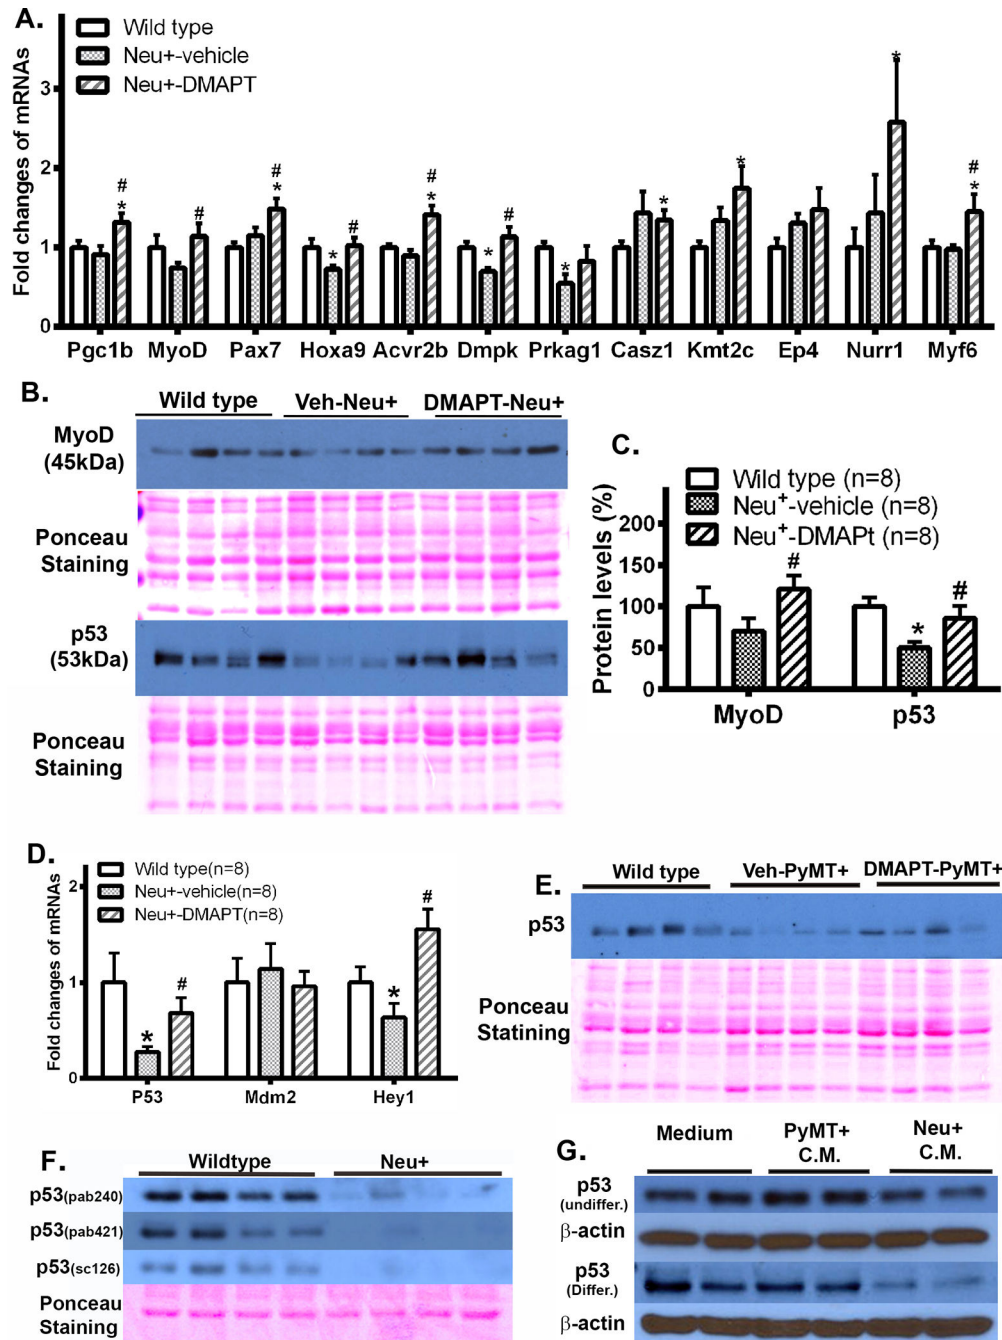 A.
Wild type
Neu+-vehicle
Neu+-DMAPT
Fold changes of mRNAs
3
2
1
0
# * # # * * # # * * # * * * * * # *
Pgc1b MyoD Pax7 Hoxa9 Acvr2b Dmpk Prkag1 Casz1 Kmt2c Ep4 Nurr1 Myf6
B.
Wild type Veh-Neu+ DMAPT-Neu+
MyoD
(45kDa)
Ponceau
Staining
p53
(53kDa)
Ponceau
Staining
C.
Wild type (n=8)
Neu+-vehicle (n=8)
Neu+-DMAPt (n=8)
Protein levels (%)
200
150
100
50
0
# * #
MyoD p53
D.
Wild type(n=8)
Neu+-vehicle(n=8)
Neu+-DMAPT(n=8)
Fold changes of mRNAs
2
1
0
* # * #
P53 Mdm2 Hey1
E.
Wild type Veh-PyMT+ DMAPT-PyMT+
p53
Ponceau
Statining
F.
Wildtype Neu+
p53(pab240)
p53(pab421)
p53(sc126)
Ponceau
Staining
G.
Medium PyMT+ C.M. Neu+ C.M.
p53
(undiffer.)
β-actin
p53
(Differ.)
β-actin